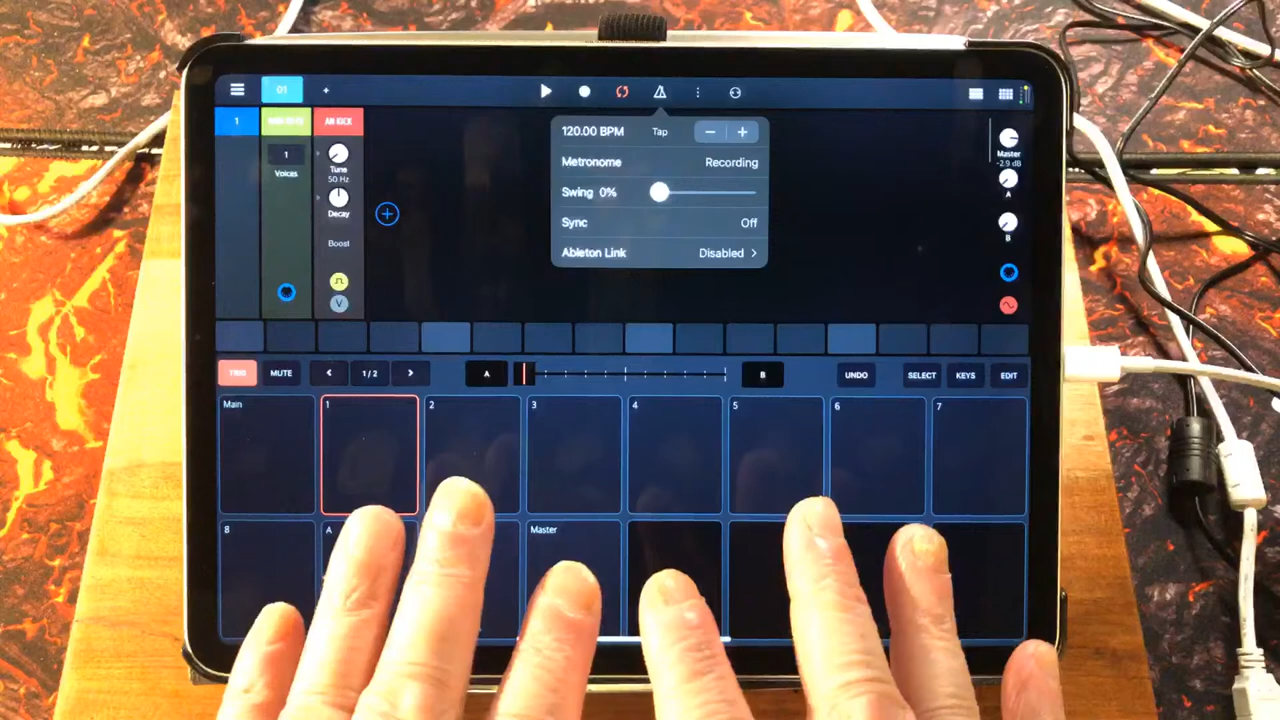 01 +
1 AN KICK
120.00 BPM Tap − +
1
Metronome Recording
Voices
Tune
50 Hz
Master
-2.9 dB
Swing 0%
A
Decay
Sync Off
B
Boost
Ableton Link Disabled >
V
TRIG MUTE < 1/2 > A B UNDO SELECT KEYS EDIT
Main 1 2 3 4 5 6 7
8 A Master